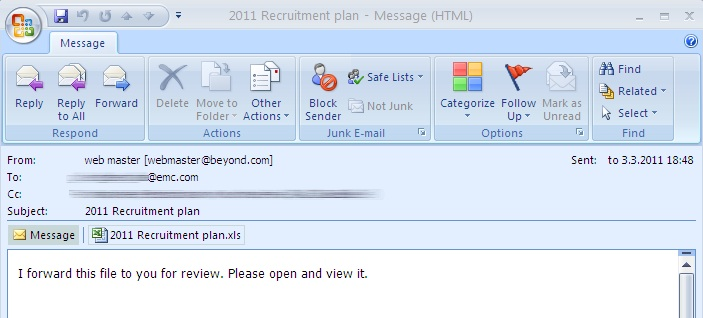 2011 Recruitment plan - Message (HTML)
Message
Reply
Reply to All
Forward
Respond
Delete
Move to Folder
Other Actions
Actions
Block Sender
Safe Lists
Not Junk
Junk E-mail
Categorize
Follow Up
Mark as Unread
Options
Find
Related
Select
Find
From: web master [webmaster@beyond.com] Sent: to 3.3.2011 18:48
To: @emc.com
Cc:
Subject: 2011 Recruitment plan
Message 2011 Recruitment plan.xls
I forward this file to you for review. Please open and view it.